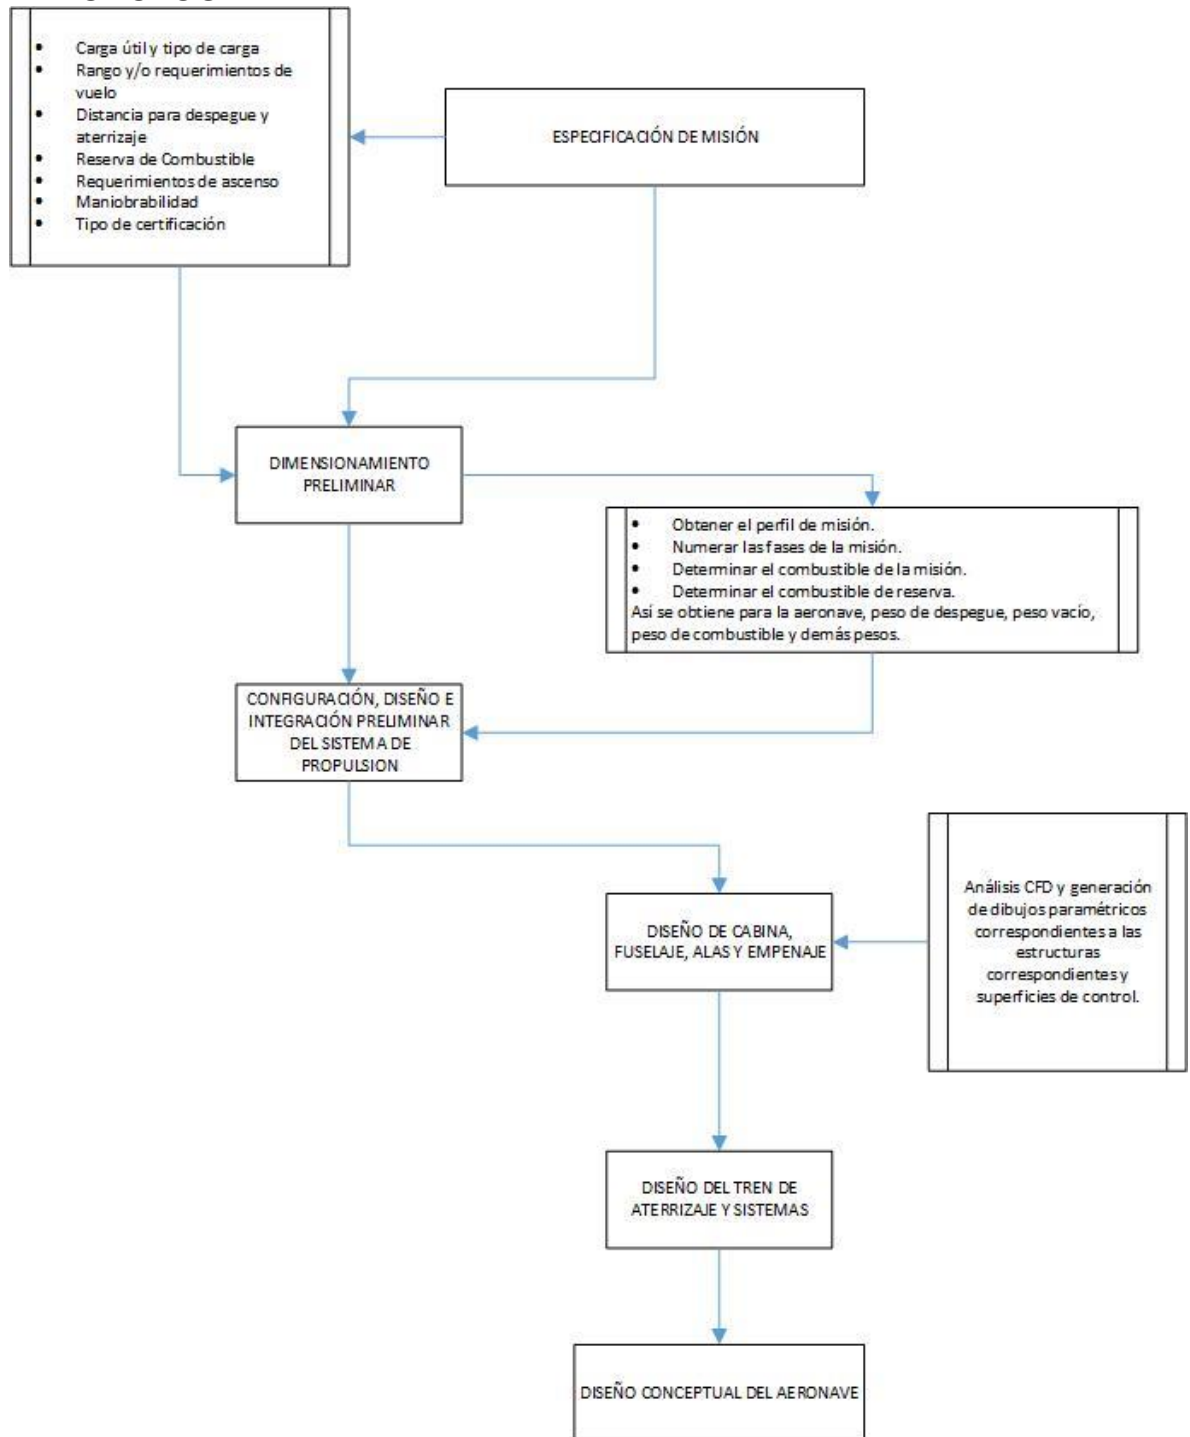 • Carga útil y tipo de carga
• Rango y/o requerimientos de
vuelo
• Distancia para despegue y
aterrizaje
• Reserva de Combustible
• Requerimientos de ascenso
• Maniobrabilidad
• Tipo de certificación
ESPECIFICACIÓN DE MISIÓN
DIMENSIONAMIENTO
PRELIMINAR
• Obtener el perfil de misión.
• Numerar las fases de la misión.
• Determinar el combustible de la misión.
• Determinar el combustible de reserva.
Así se obtiene para la aeronave, peso de despegue, peso vacío,
peso de combustible y demás pesos.
CONFIGURACIÓN, DISEÑO E
INTEGRACIÓN PRELIMINAR
DEL SISTEMA DE
PROPULSION
DISEÑO DE CABINA,
FUSELAJE, ALAS Y EMPENAJE
Análisis CFD y generación
de dibujos paramétricos
correspondientes a las
estructuras
correspondientes y
superficies de control.
DISEÑO DEL TREN DE
ATERRIZAJE Y SISTEMAS
DISEÑO CONCEPTUAL DEL AERONAVE